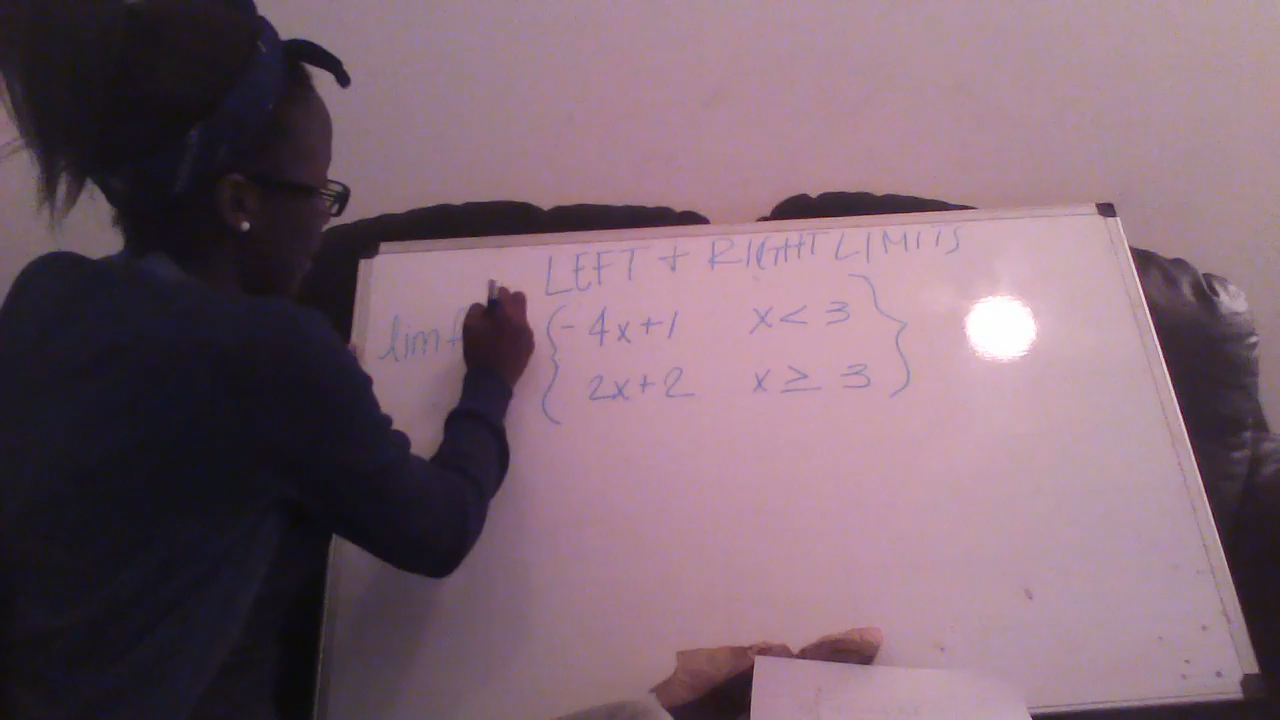 LEFT + RIGHT LIMITS
lim f { -4x+1 x < 3 }
2x+2 x ≥ 3